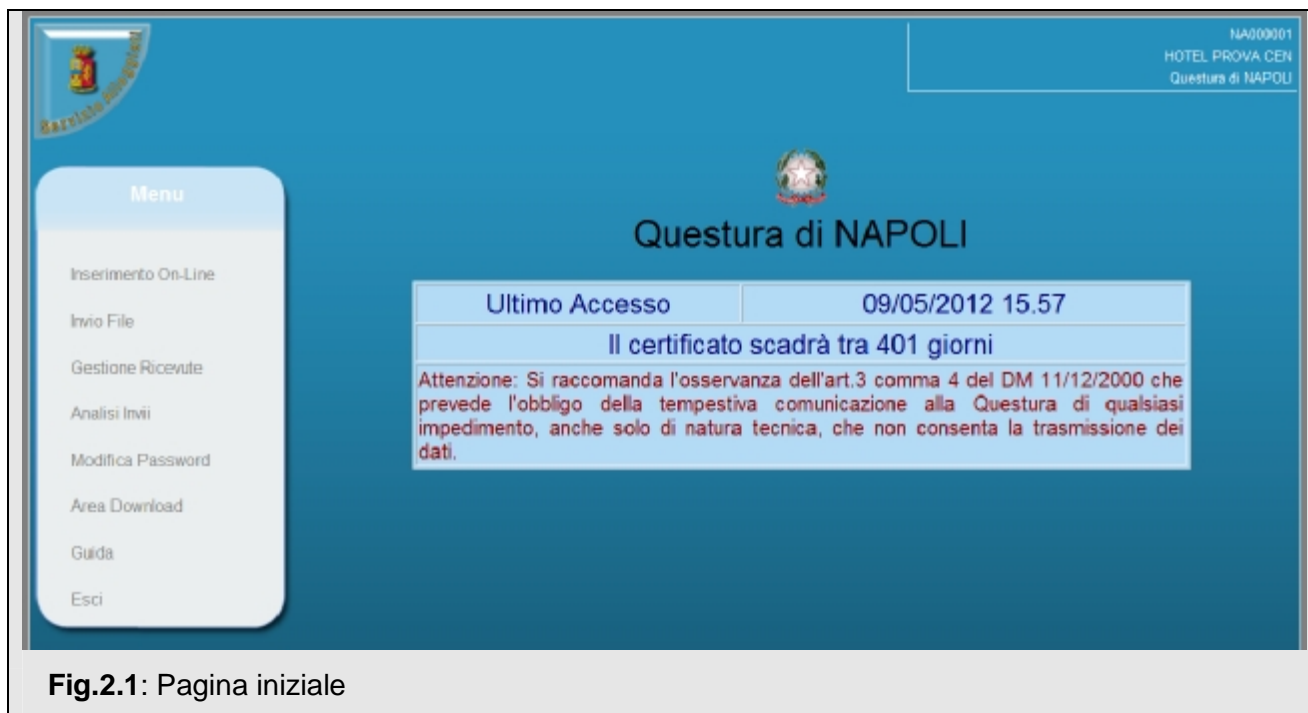 Servizio Alloggiati
NA000001
HOTEL PROVA CEN
Questura di NAPOLI
Menu
Inserimento On-Line
Invio File
Gestione Ricevute
Analisi Invii
Modifica Password
Area Download
Guida
Esci
Questura di NAPOLI
Ultimo Accesso 09/05/2012 15.57
Il certificato scadrà tra 401 giorni
Attenzione: Si raccomanda l'osservanza dell'art.3 comma 4 del DM 11/12/2000 che
prevede l'obbligo della tempestiva comunicazione alla Questura di qualsiasi
impedimento, anche solo di natura tecnica, che non consenta la trasmissione dei
dati.
Fig.2.1: Pagina iniziale